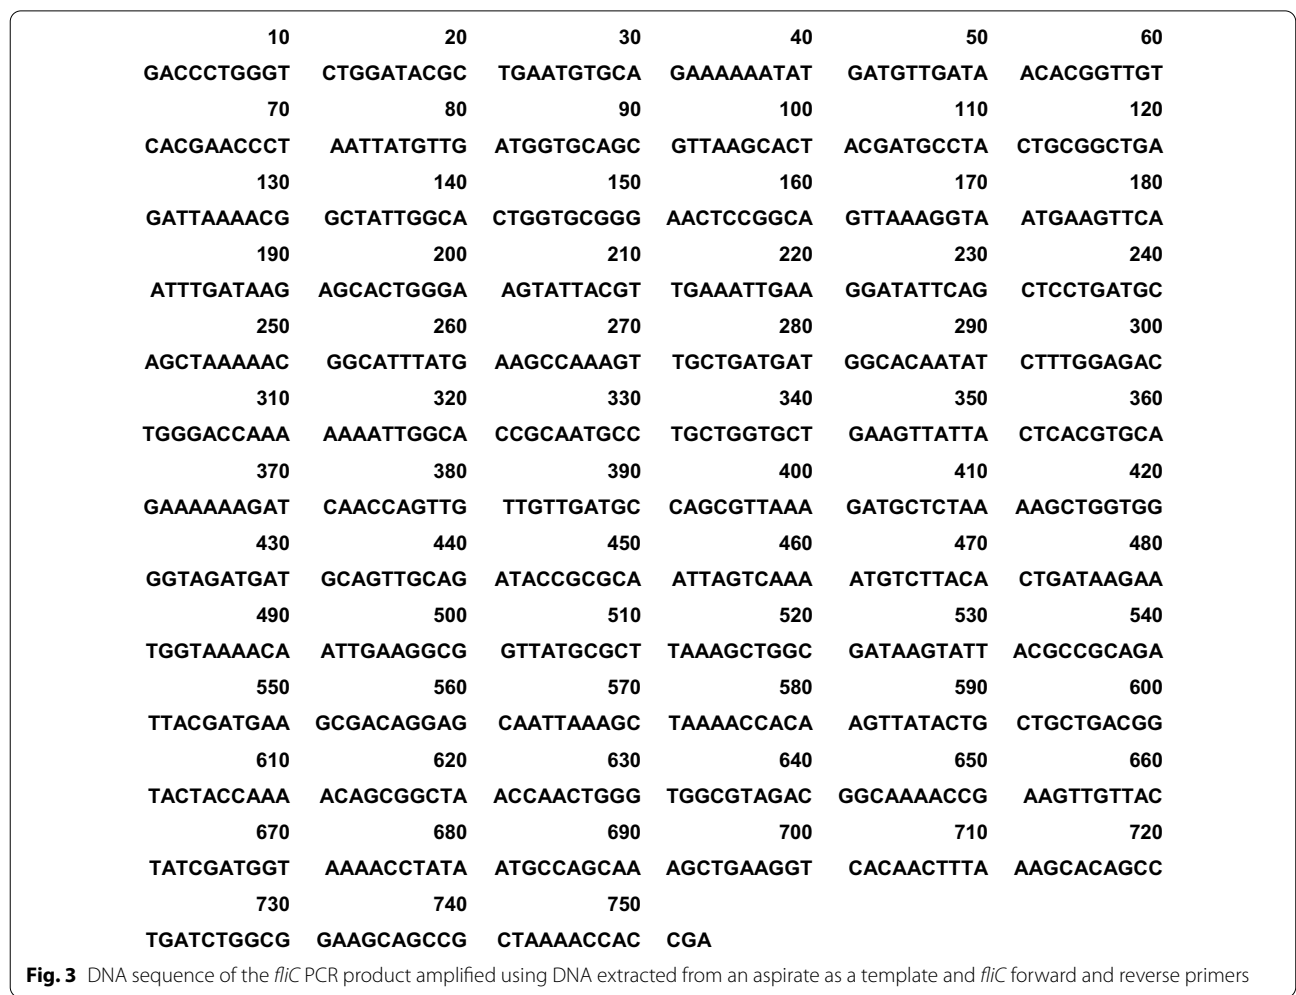 10 20 30 40 50 60
GACCCTGGGT CTGGATACGC TGAATGTGCA GAAAAAATAT GATGTTGATA ACACGGTTGT
70 80 90 100 110 120
CACGAACCCT AATTATGTTG ATGGTGCAGC GTTAAGCACT ACGATGCCTA CTGCGGCTGA
130 140 150 160 170 180
GATTAAAACG GCTATTGGCA CTGGTGCGGG AACTCCGGCA GTTAAAGGTA ATGAAGTTCA
190 200 210 220 230 240
ATTTGATAAG AGCACTGGGA AGTATTACGT TGAAATTGAA GGATATTCAG CTCCTGATGC
250 260 270 280 290 300
AGCTAAAAAC GGCATTTATG AAGCCAAAGT TGCTGATGAT GGCACAATAT CTTTGGAGAC
310 320 330 340 350 360
TGGGACCAAA AAAATTGGCA CCGCAATGCC TGCTGGTGCT GAAGTTATTA CTCACGTGCA
370 380 390 400 410 420
GAAAAAAGAT CAACCAGTTG TTGTTGATGC CAGCGTTAAA GATGCTCTAA AAGCTGGTGG
430 440 450 460 470 480
GGTAGATGAT GCAGTTGCAG ATACCGCGCA ATTAGTCAAA ATGTCTTACA CTGATAAGAA
490 500 510 520 530 540
TGGTAAAACA ATTGAAGGCG GTTATGCGCT TAAAGCTGGC GATAAGTATT ACGCCGCAGA
550 560 570 580 590 600
TTACGATGAA GCGACAGGAG CAATTAAAGC TAAAACCACA AGTTATACTG CTGCTGACGG
610 620 630 640 650 660
TACTACCAAA ACAGCGGCTA ACCAACTGGG TGGCGTAGAC GGCAAAACCG AAGTTGTTAC
670 680 690 700 710 720
TATCGATGGT AAAACCTATA ATGCCAGCAA AGCTGAAGGT CACAACTTTA AAGCACAGCC
730 740 750
TGATCTGGCG GAAGCAGCCG CTAAAACCAC CGA
Fig. 3 DNA sequence of the fliC PCR product amplified using DNA extracted from an aspirate as a template and fliC forward and reverse primers